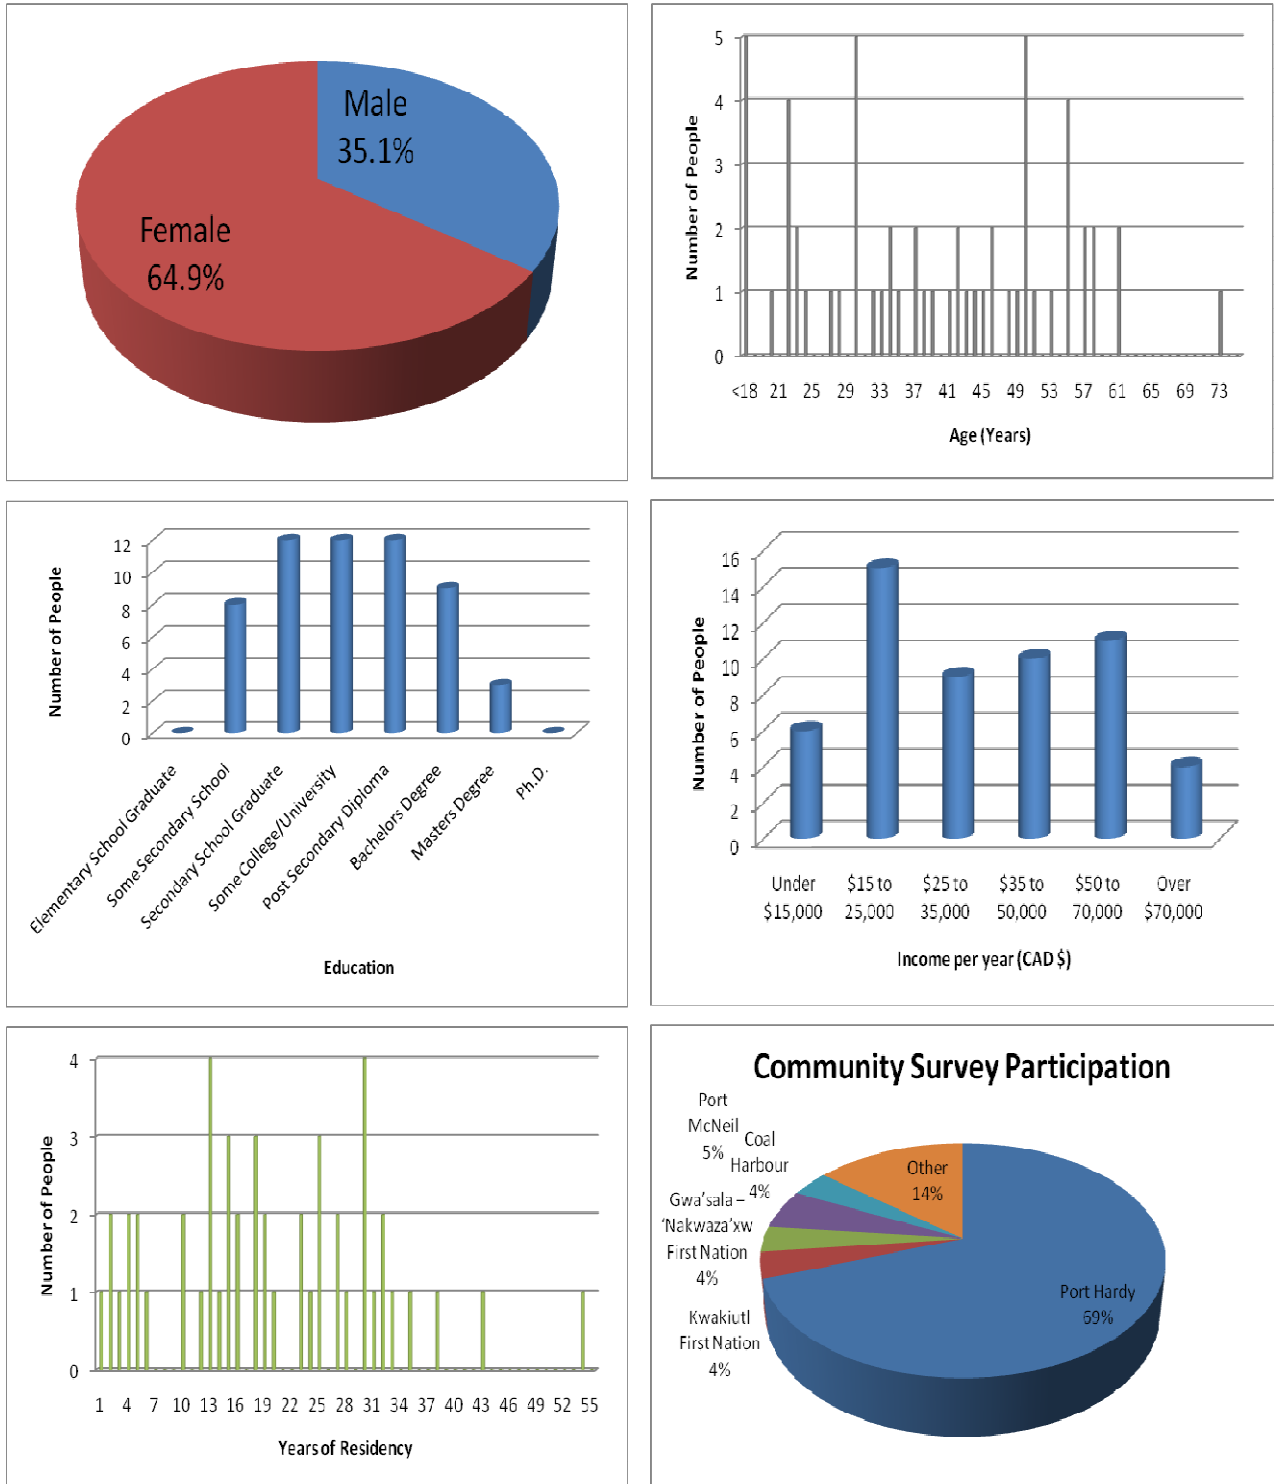 Male
35.1%
Female
64.9%
5
4
3
2
1
0
Number of People
<18 21 25 29 33 37 41 45 49 53 57 61 65 69 73
Age (Years)
12
10
8
6
4
2
0
Number of People
Elementary School Graduate
Some Secondary School
Secondary School Graduate
Some College/University
Post Secondary Diploma
Bachelors Degree
Masters Degree
Ph.D.
Education
16
14
12
10
8
6
4
2
0
Number of People
Under $15 to $25 to $35 to $50 to Over
$15,000 25,000 35,000 50,000 70,000 $70,000
Income per year (CAD $)
4
3
2
1
0
Number of People
1 4 7 10 13 16 19 22 25 28 31 34 37 40 43 46 49 52 55
Years of Residency
Community Survey Participation
Port
McNeil
5%
Coal
Harbour
4%
Gwa'sala –
'Nakwaza'xw
First Nation
4%
Kwakiutl
First Nation
4%
Other
14%
Port Hardy
69%